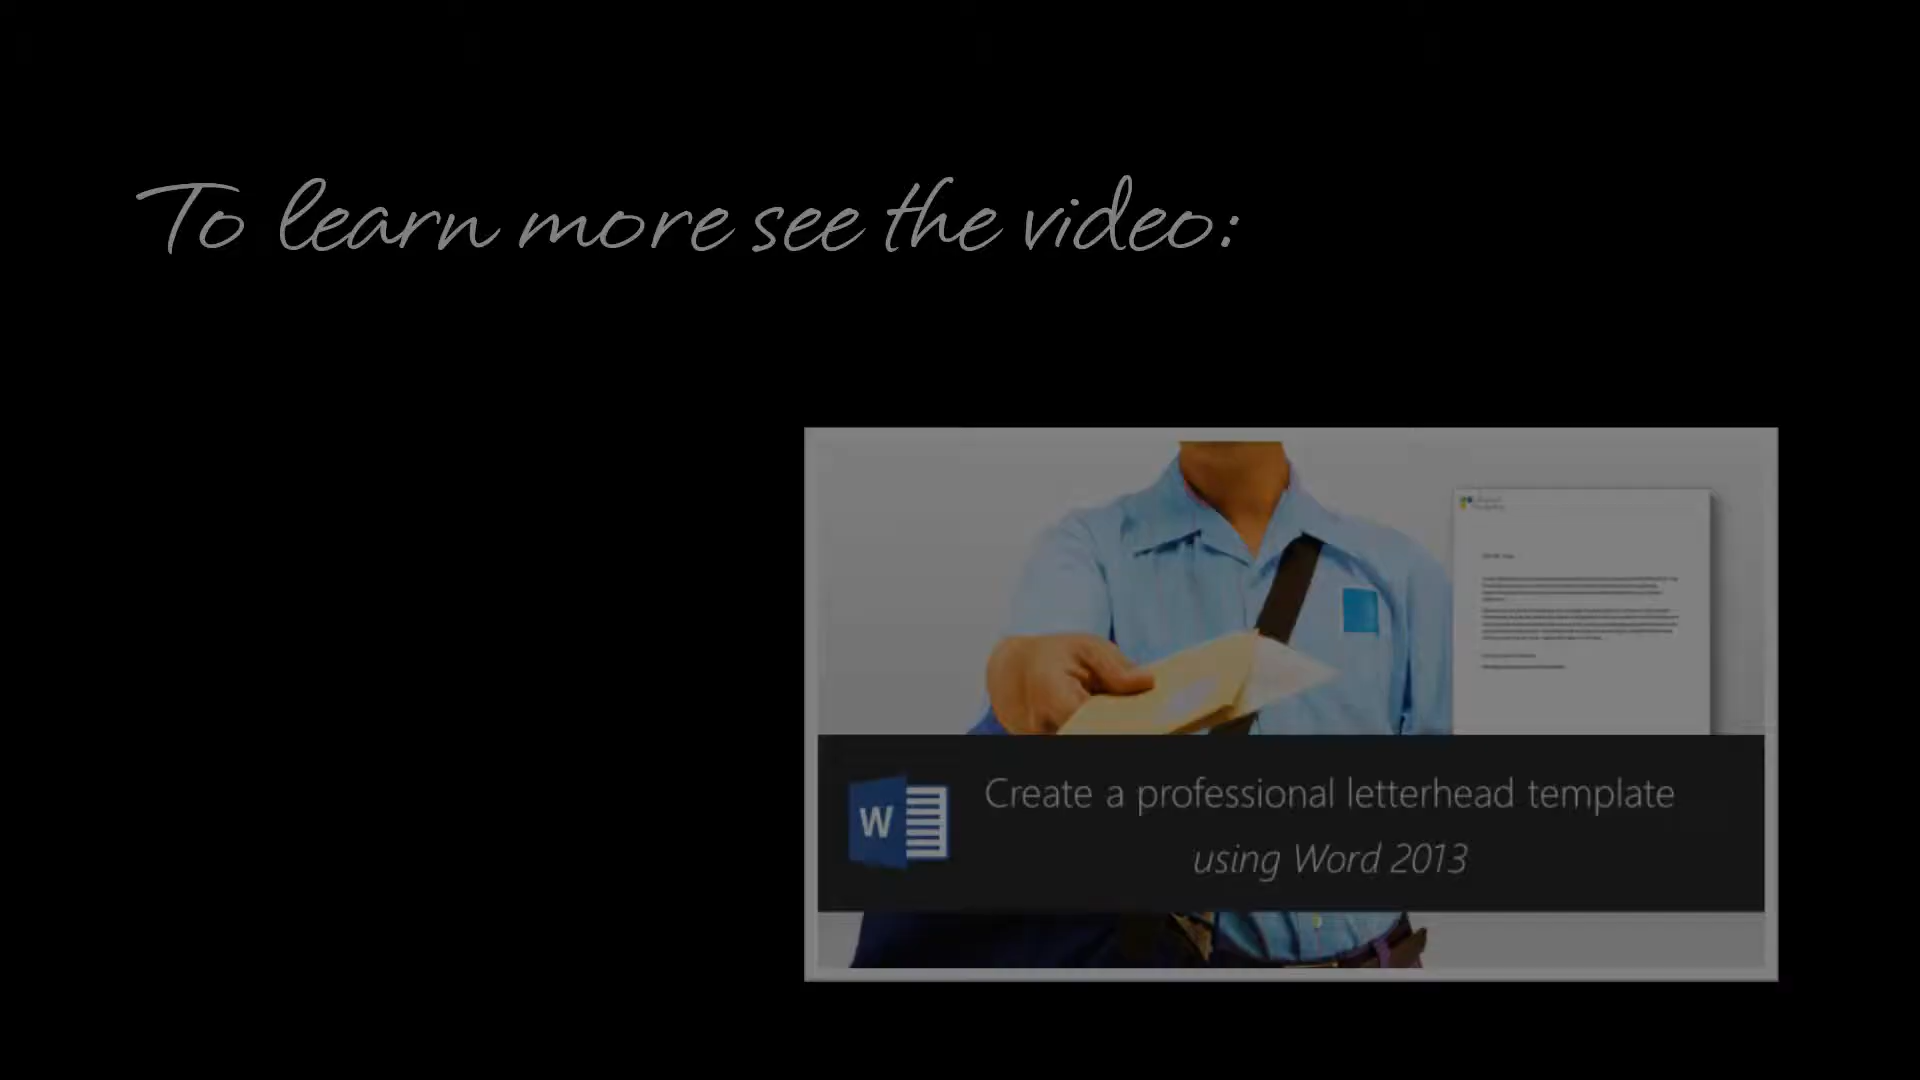 To learn more see the video:
W
Create a professional letterhead template
using Word 2013